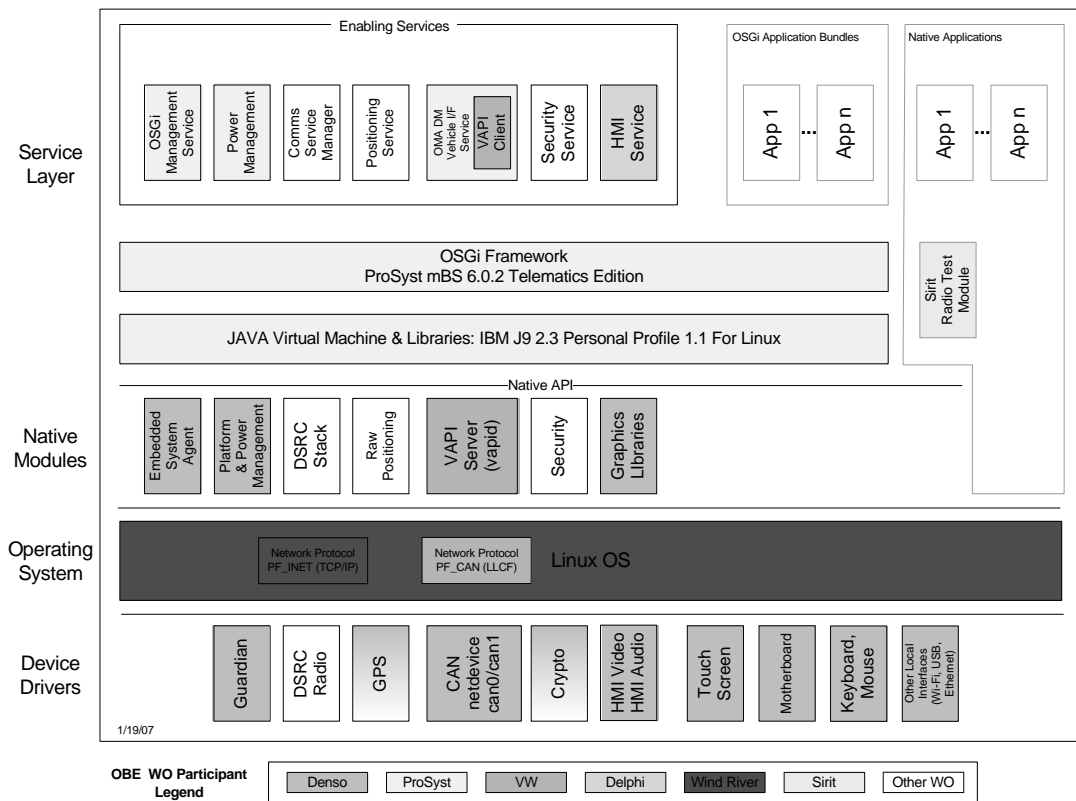 Enabling Services
OSGi Application Bundles
Native Applications
Service
Layer
OSGi
Management
Service
Power
Management
Comms
Service
Manager
Positioning
Service
OMA DM
Vehicle I/F
Service
VAPI
Client
Security
Service
HMI
Service
App 1
...
App n
App 1
...
App n
OSGi Framework
ProSyst mBS 6.0.2 Telematics Edition
Sirit
Radio Test
Module
JAVA Virtual Machine & Libraries: IBM J9 2.3 Personal Profile 1.1 For Linux
Native API
Native
Modules
Embedded
System
Agent
Platform
& Power
Management
DSRC
Stack
Raw
Positioning
VAPI
Server
(vapid)
Security
Graphics
LIbraries
Operating
System
Network Protocol
PF_INET (TCP/IP)
Network Protocol
PF_CAN (LLCF)
Linux OS
Device
Drivers
Guardian
DSRC
Radio
GPS
CAN
netdevice
can0/can1
Crypto
HMI Video
HMI Audio
Touch
Screen
Motherboard
Keyboard,
Mouse
Other Local
Interfaces
(Wi-Fi, USB,
Ethernet)
1/19/07
OBE WO Participant
Legend
Denso
ProSyst
VW
Delphi
Wind River
Sirit
Other WO